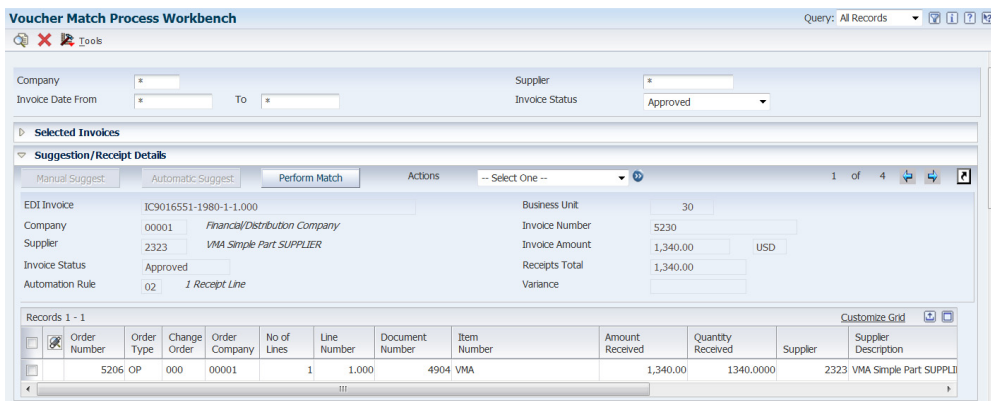 Voucher Match Process Workbench Query: All Records
Tools
Company * Supplier *
Invoice Date From * To * Invoice Status Approved
Selected Invoices
Suggestion/Receipt Details
Manual Suggest Automatic Suggest Perform Match Actions -- Select One -- 1 of 4
EDI Invoice IC9016551-1980-1-1.000 Business Unit 30
Company 00001 Financial/Distribution Company Invoice Number 5230
Supplier 2323 VMA Simple Part SUPPLIER Invoice Amount 1,340.00 USD
Invoice Status Approved Receipts Total 1,340.00
Automation Rule 02 1 Receipt Line Variance
Records 1 - 1 Customize Grid
Order Order Change Order No of Line Document Item Amount Quantity Supplier Supplier
Number Type Order Company Lines Number Number Number Received Received Description
5206 OP 000 00001 1 1.000 4904 VMA 1,340.00 1340.0000 2323 VMA Simple Part SUPPLI